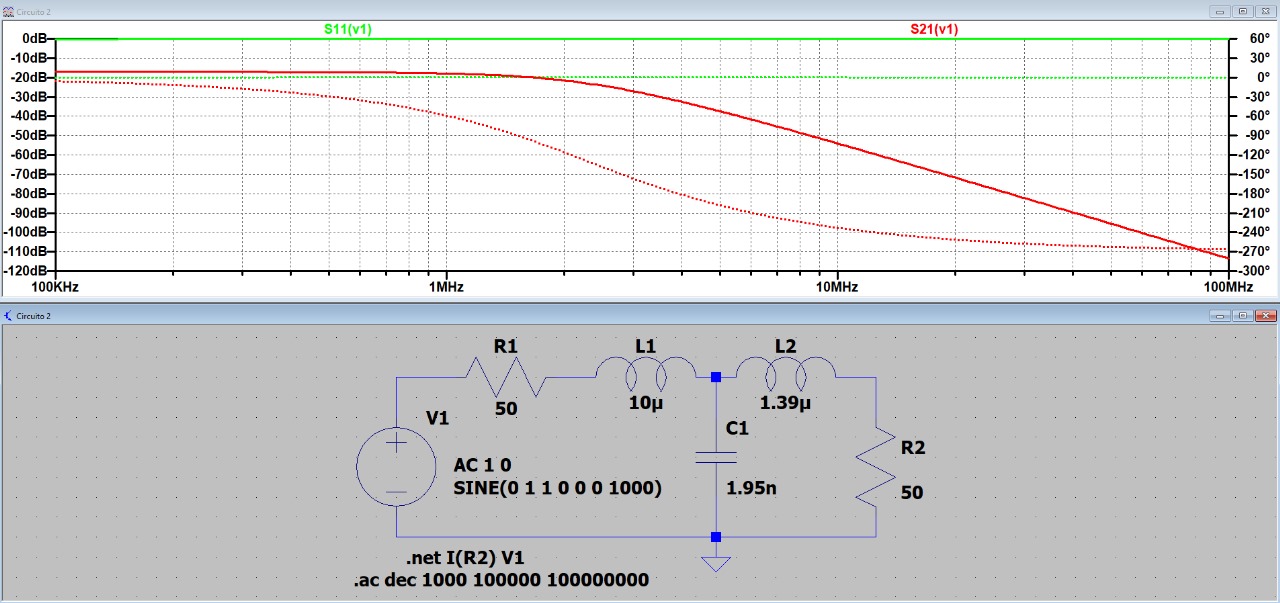 Circuito 2
S11(v1)
S21(v1)
0dB
-10dB
-20dB
-30dB
-40dB
-50dB
-60dB
-70dB
-80dB
-90dB
-100dB
-110dB
-120dB
60°
30°
0°
-30°
-60°
-90°
-120°
-150°
-180°
-210°
-240°
-270°
-300°
100KHz
1MHz
10MHz
100MHz
Circuito 2
R1
50
L1
10µ
L2
1.39µ
V1
AC 1 0
SINE(0 1 1 0 0 0 1000)
C1
1.95n
R2
50
.net I(R2) V1
.ac dec 1000 100000 100000000